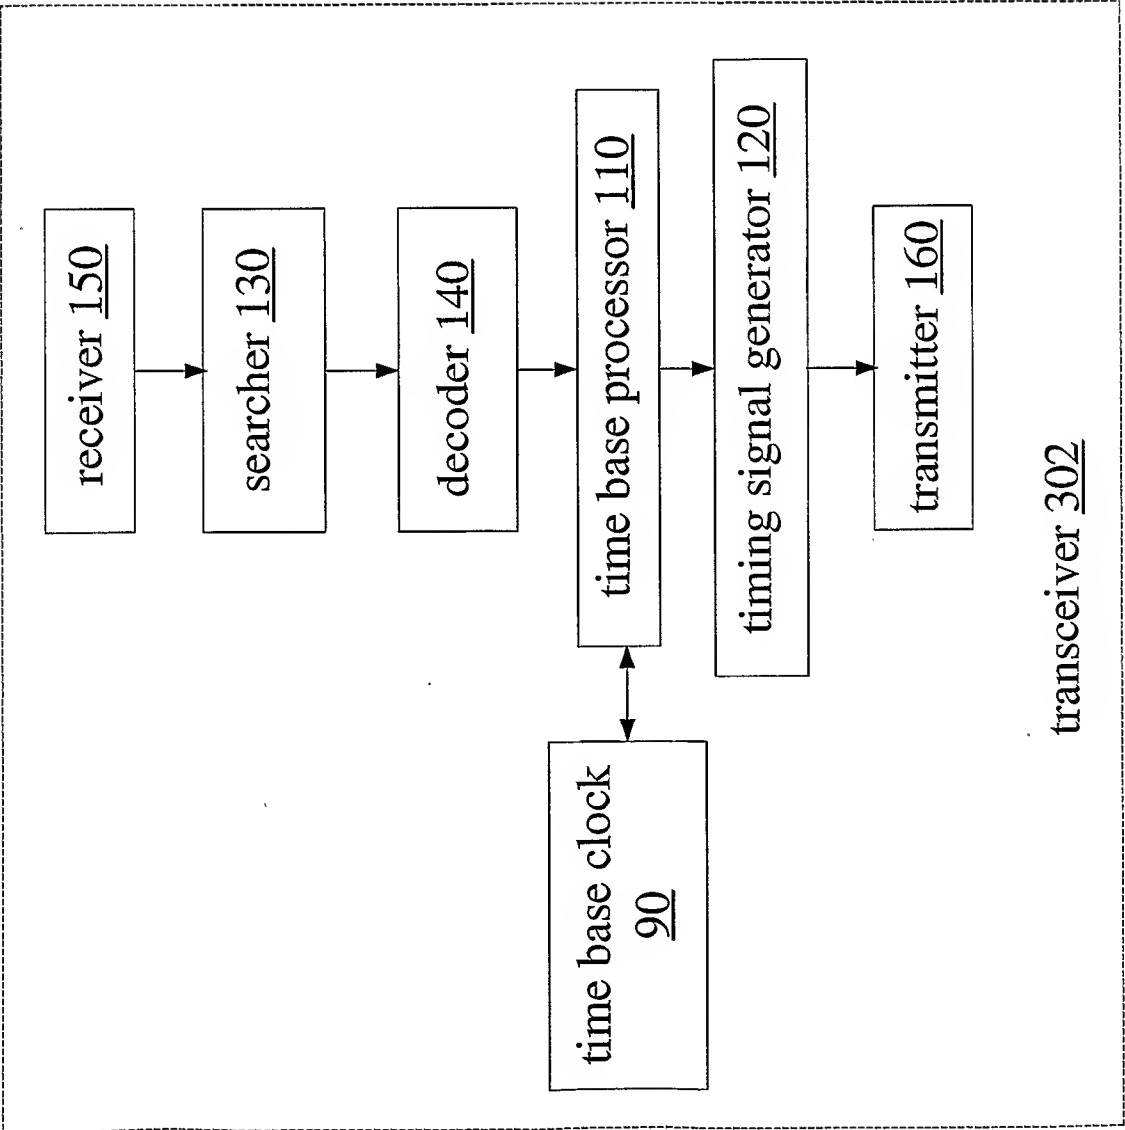 receiver 150
searcher 130
decoder 140
time base processor 110
timing signal generator 120
transmitter 160
time base clock
90
transceiver 302